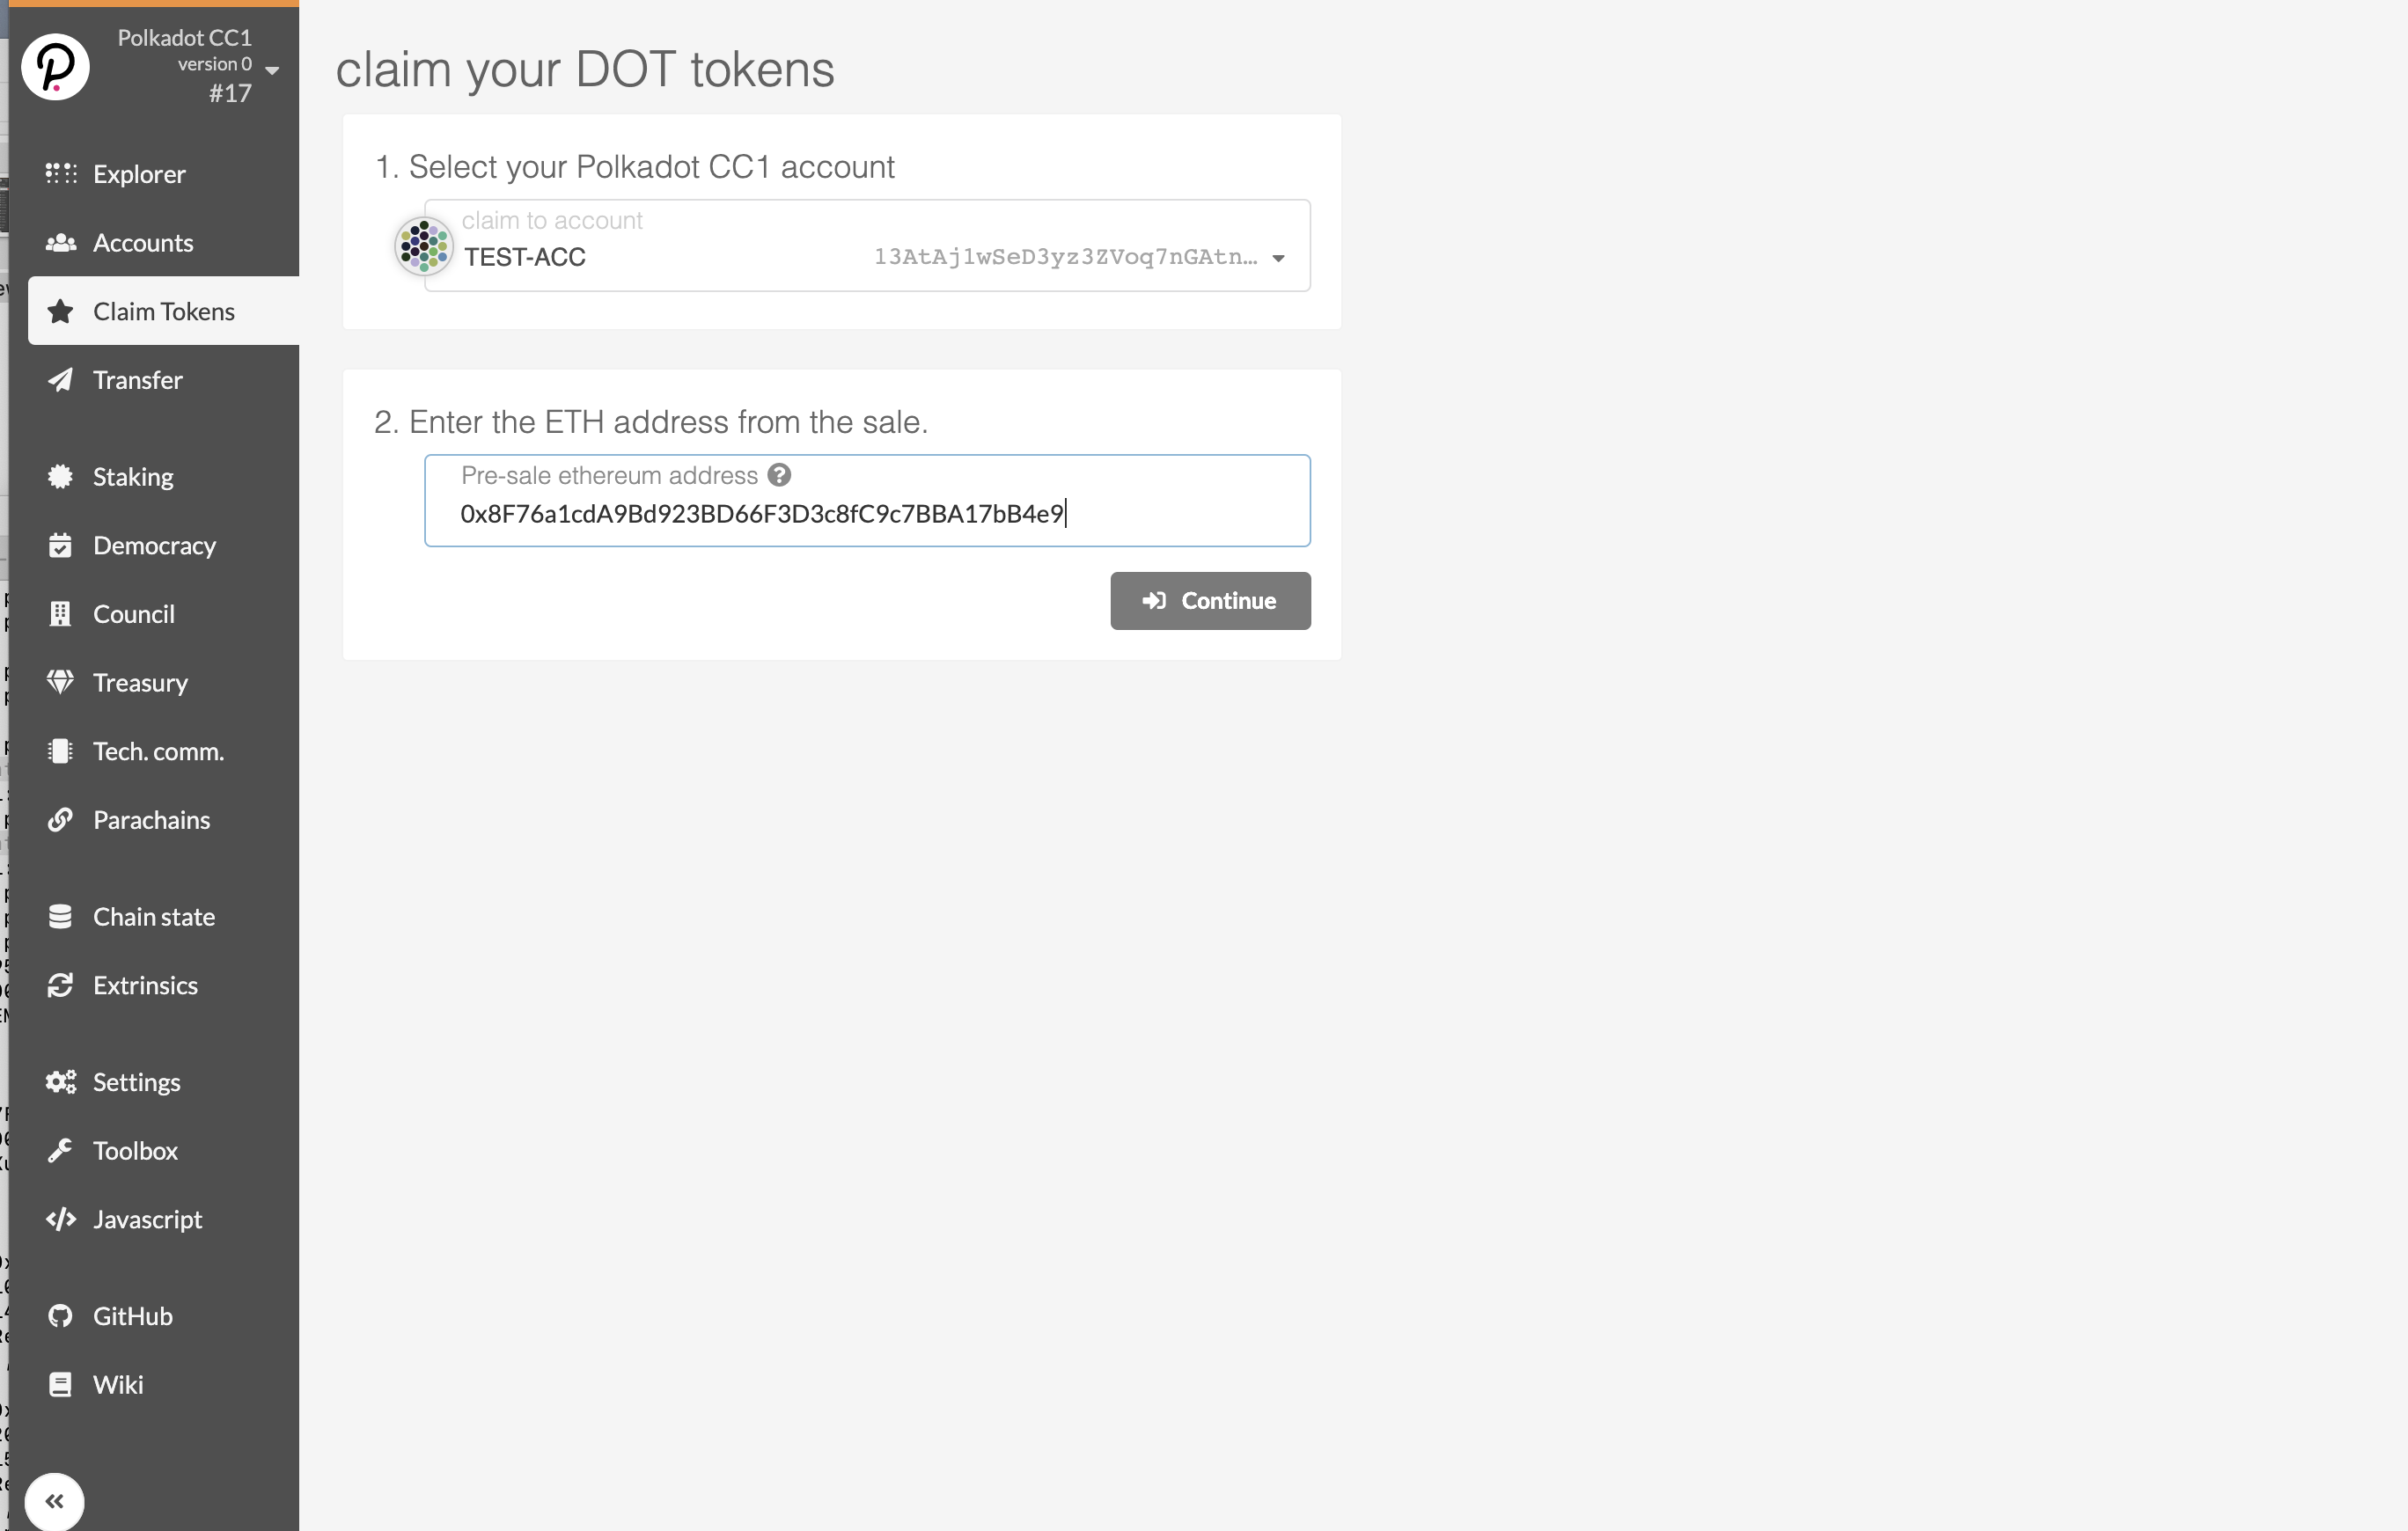 Polkadot CC1
version 0
#17
Explorer
Accounts
Claim Tokens
Transfer
Staking
Democracy
Council
Treasury
Tech. comm.
Parachains
Chain state
Extrinsics
Settings
Toolbox
Javascript
GitHub
Wiki
claim your DOT tokens
1. Select your Polkadot CC1 account
claim to account
TEST-ACC 13AtAj1wSeD3yz3ZVoq7nGAtn…
2. Enter the ETH address from the sale.
Pre-sale ethereum address
0x8F76a1cdA9Bd923BD66F3D3c8fC9c7BBA17bB4e9
Continue